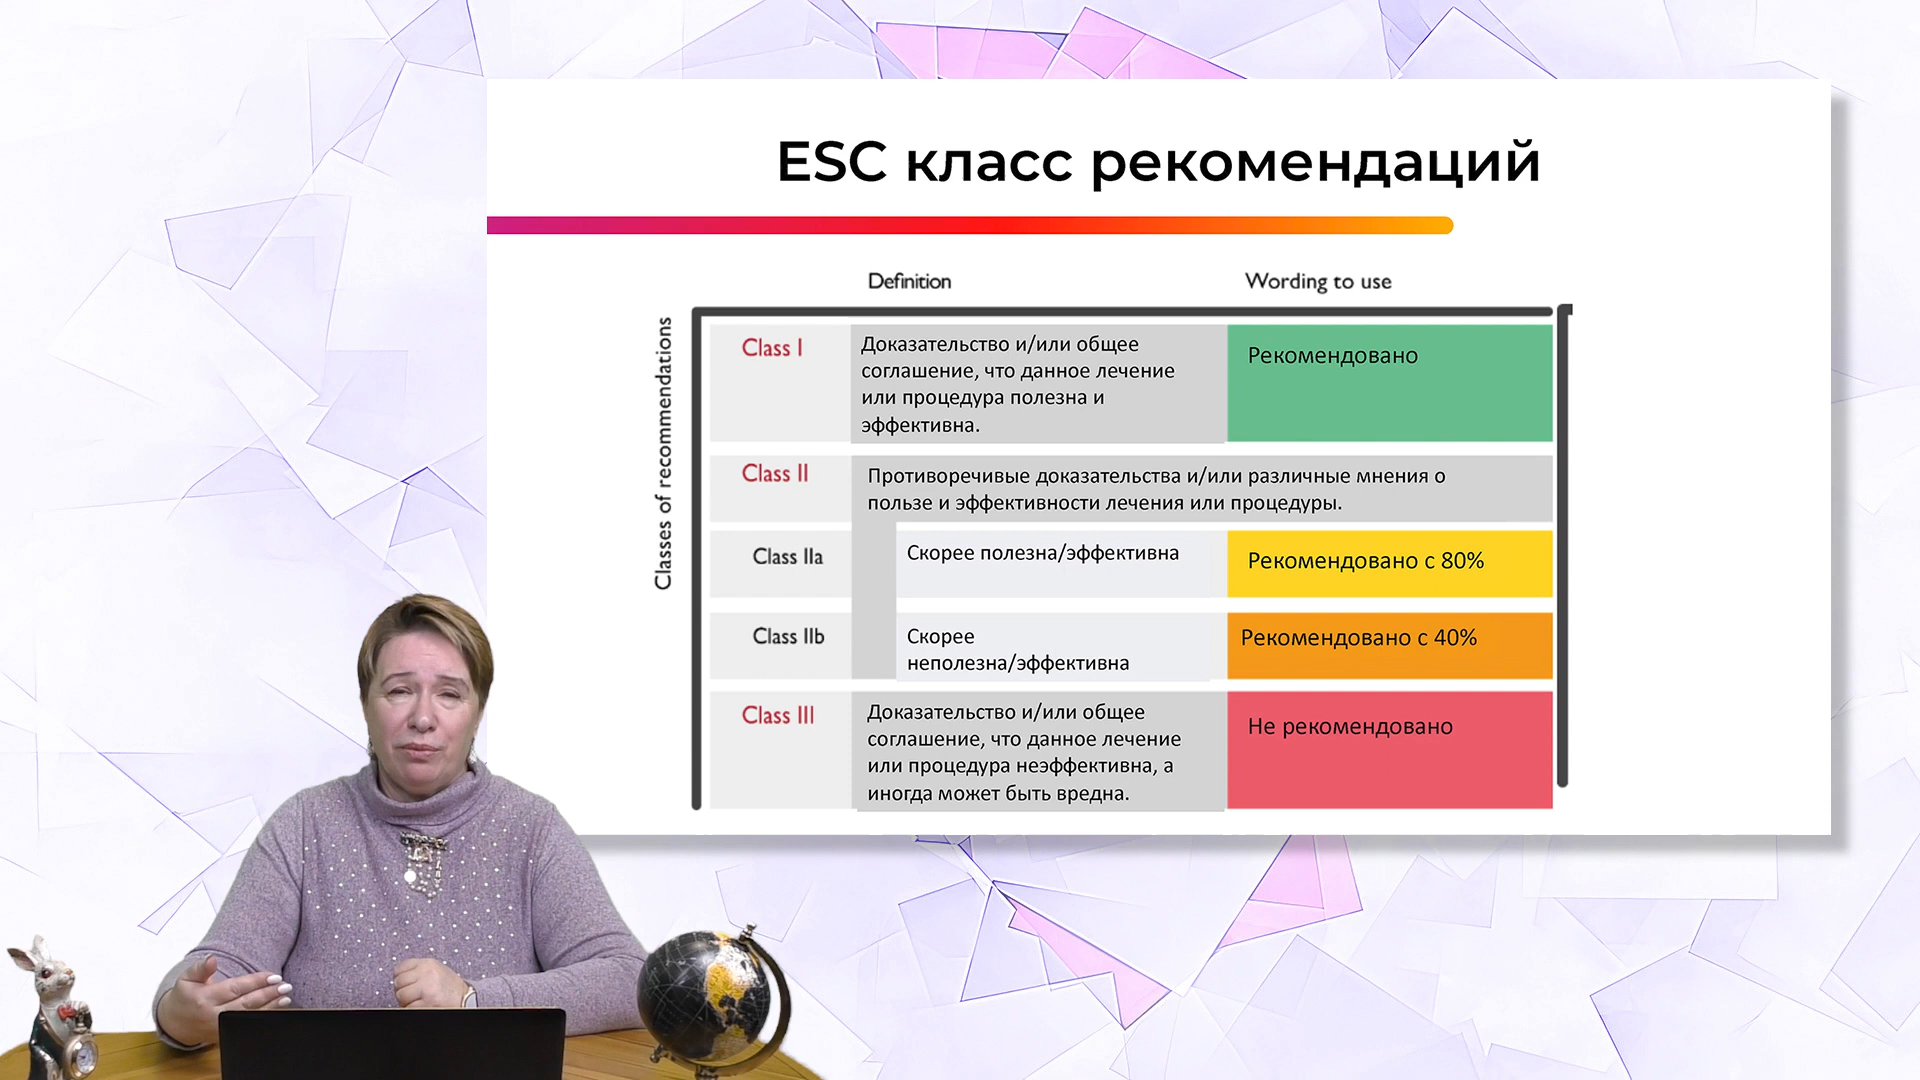 ESC класс рекомендаций
Definition
Wording to use
Classes of recommendations
Class I
Доказательство и/или общее
соглашение, что данное лечение
или процедура полезна и
эффективна.
Рекомендовано
Class II
Противоречивые доказательства и/или различные мнения о
пользе и эффективности лечения или процедуры.
Class IIa
Скорее полезна/эффективна
Рекомендовано с 80%
Class IIb
Скорее
неполезна/эффективна
Рекомендовано с 40%
Class III
Доказательство и/или общее
соглашение, что данное лечение
или процедура неэффективна, а
иногда может быть вредна.
Не рекомендовано